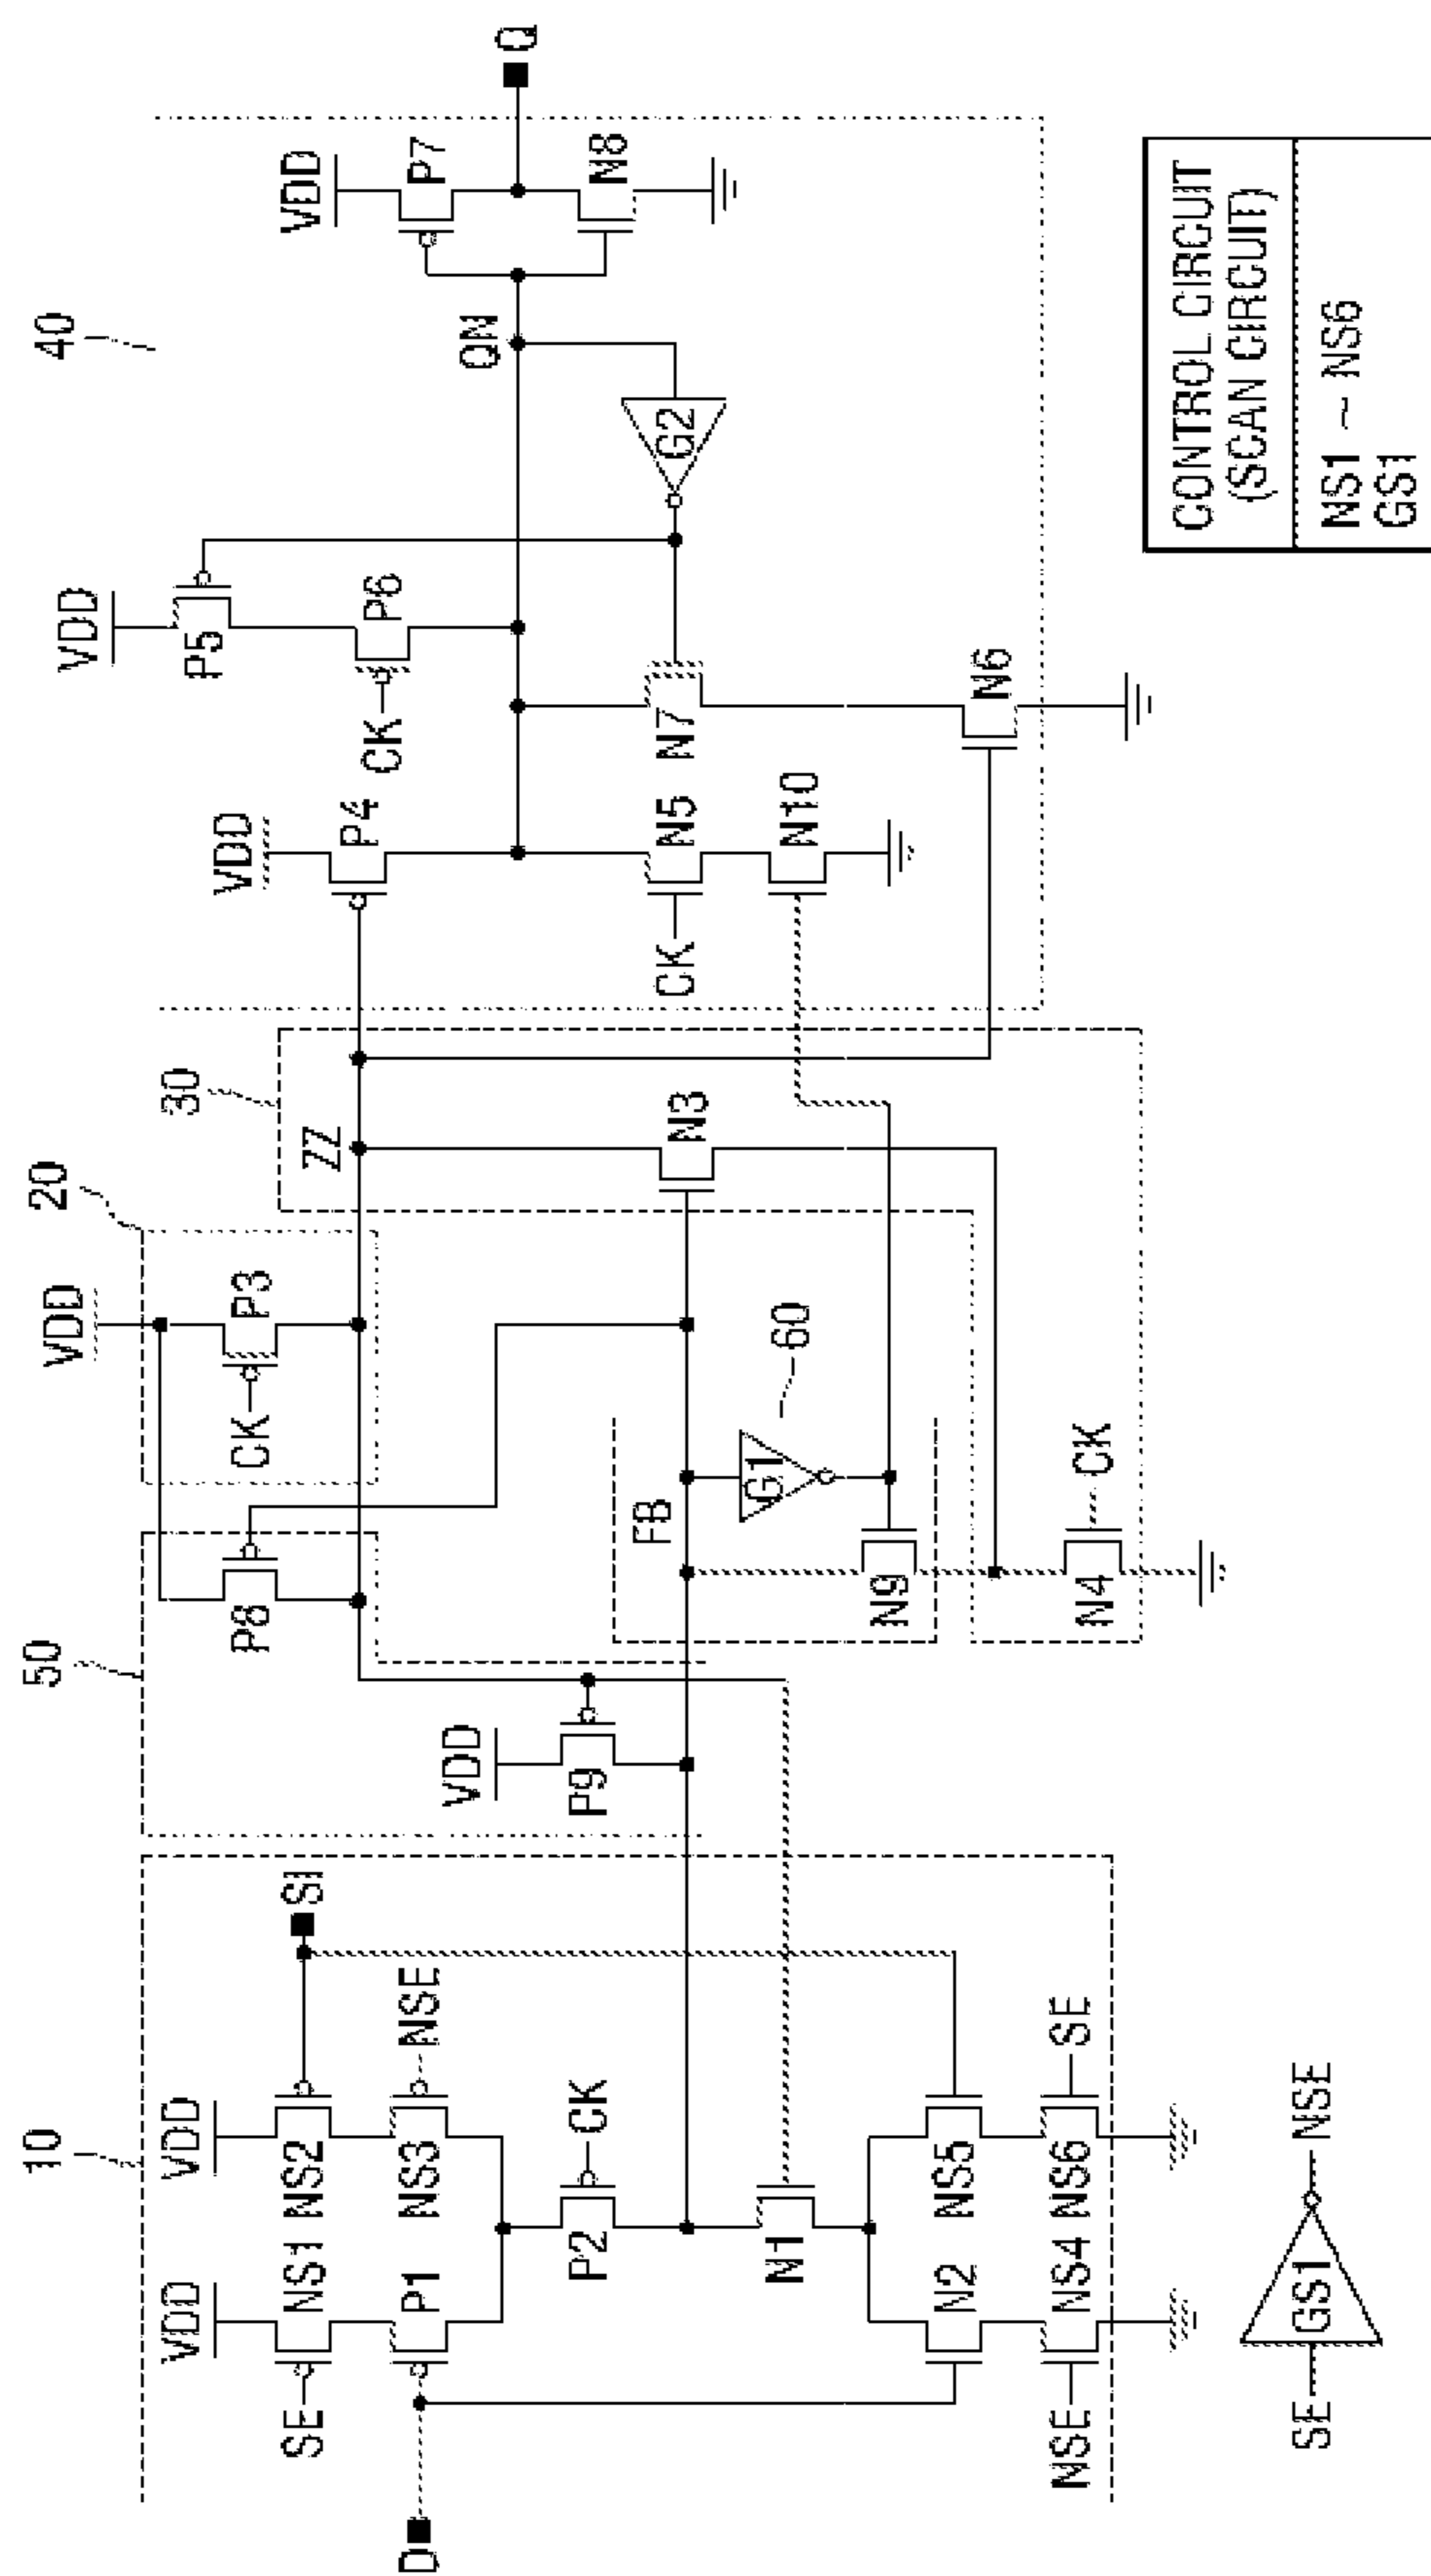 10
50
20
30
40
VDD
VDD
SE
NS1
NS2
SI
D
P1
NS3
NSE
P2
CK
N1
N2
NS5
NSE
NS4
NS6
SE
SE
GS1
NSE
VDD
P9
P8
VDD
CK
P3
ZZ
FB
G1
60
N9
N3
N4
CK
VDD
P4
CK
N5
N10
VDD
P5
CK
P6
N7
N6
G2
QN
VDD
P7
N8
Q
CONTROL CIRCUIT
(SCAN CIRCUIT)
NS1 ~ NS6
GS1